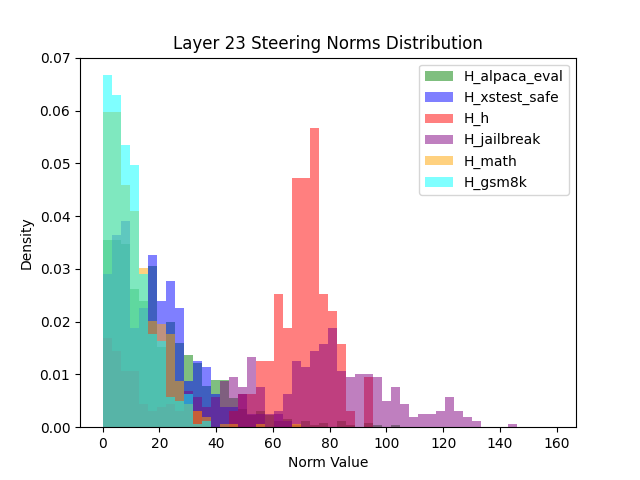 Layer 23 Steering Norms Distribution
0.07
0.06
0.05
0.04
0.03
0.02
0.01
0.00
Density
H_alpaca_eval
H_xstest_safe
H_h
H_jailbreak
H_math
H_gsm8k
0 20 40 60 80 100 120 140 160
Norm Value